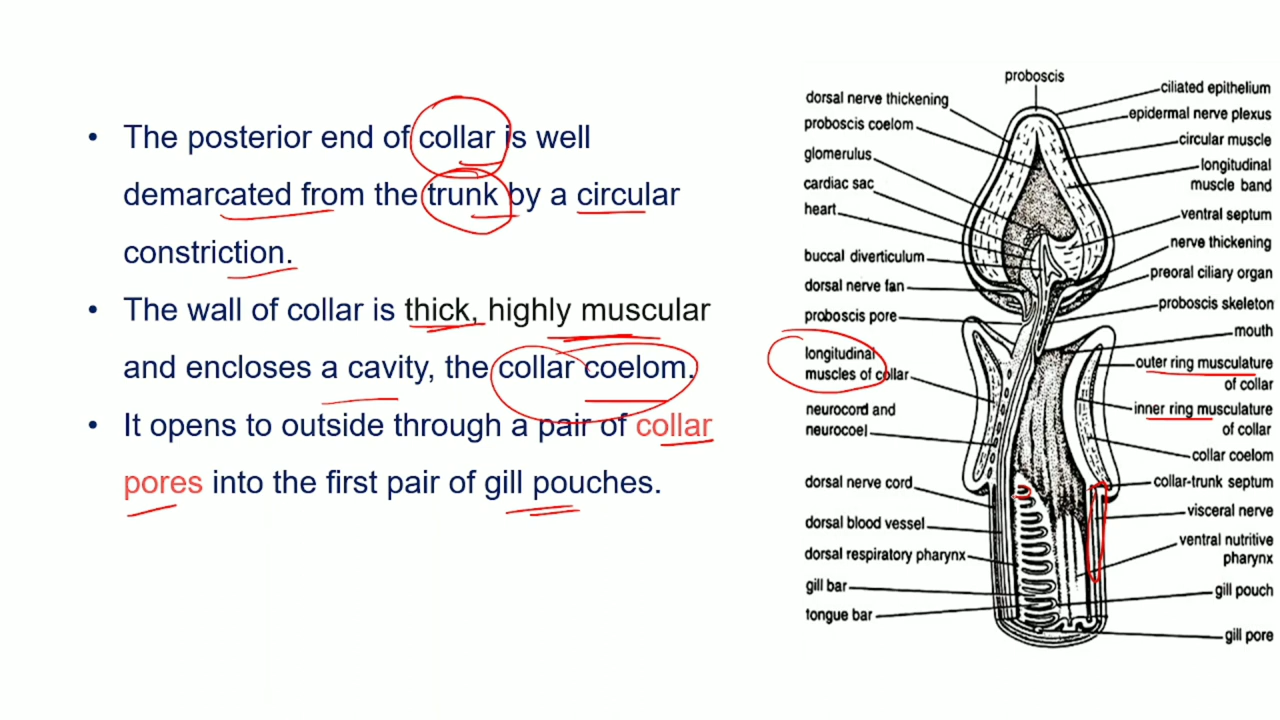 • The posterior end of collar is well
demarcated from the trunk by a circular
constriction.
• The wall of collar is thick, highly muscular
and encloses a cavity, the collar coelom.
• It opens to outside through a pair of collar
pores into the first pair of gill pouches.
proboscis
dorsal nerve thickening
proboscis coelom
glomerulus
cardiac sac
heart
buccal diverticulum
dorsal nerve fan
proboscis pore
longitudinal
muscles of collar
neurocord and
neurocoel
dorsal nerve cord
dorsal blood vessel
dorsal respiratory pharynx
gill bar
tongue bar
ciliated epithelium
epidermal nerve plexus
circular muscle
longitudinal
muscle band
ventral septum
nerve thickening
preoral ciliary organ
proboscis skeleton
mouth
outer ring musculature
of collar
inner ring musculature
of collar
collar coelom
collar-trunk septum
visceral nerve
ventral nutritive
pharynx
gill pouch
gill pore